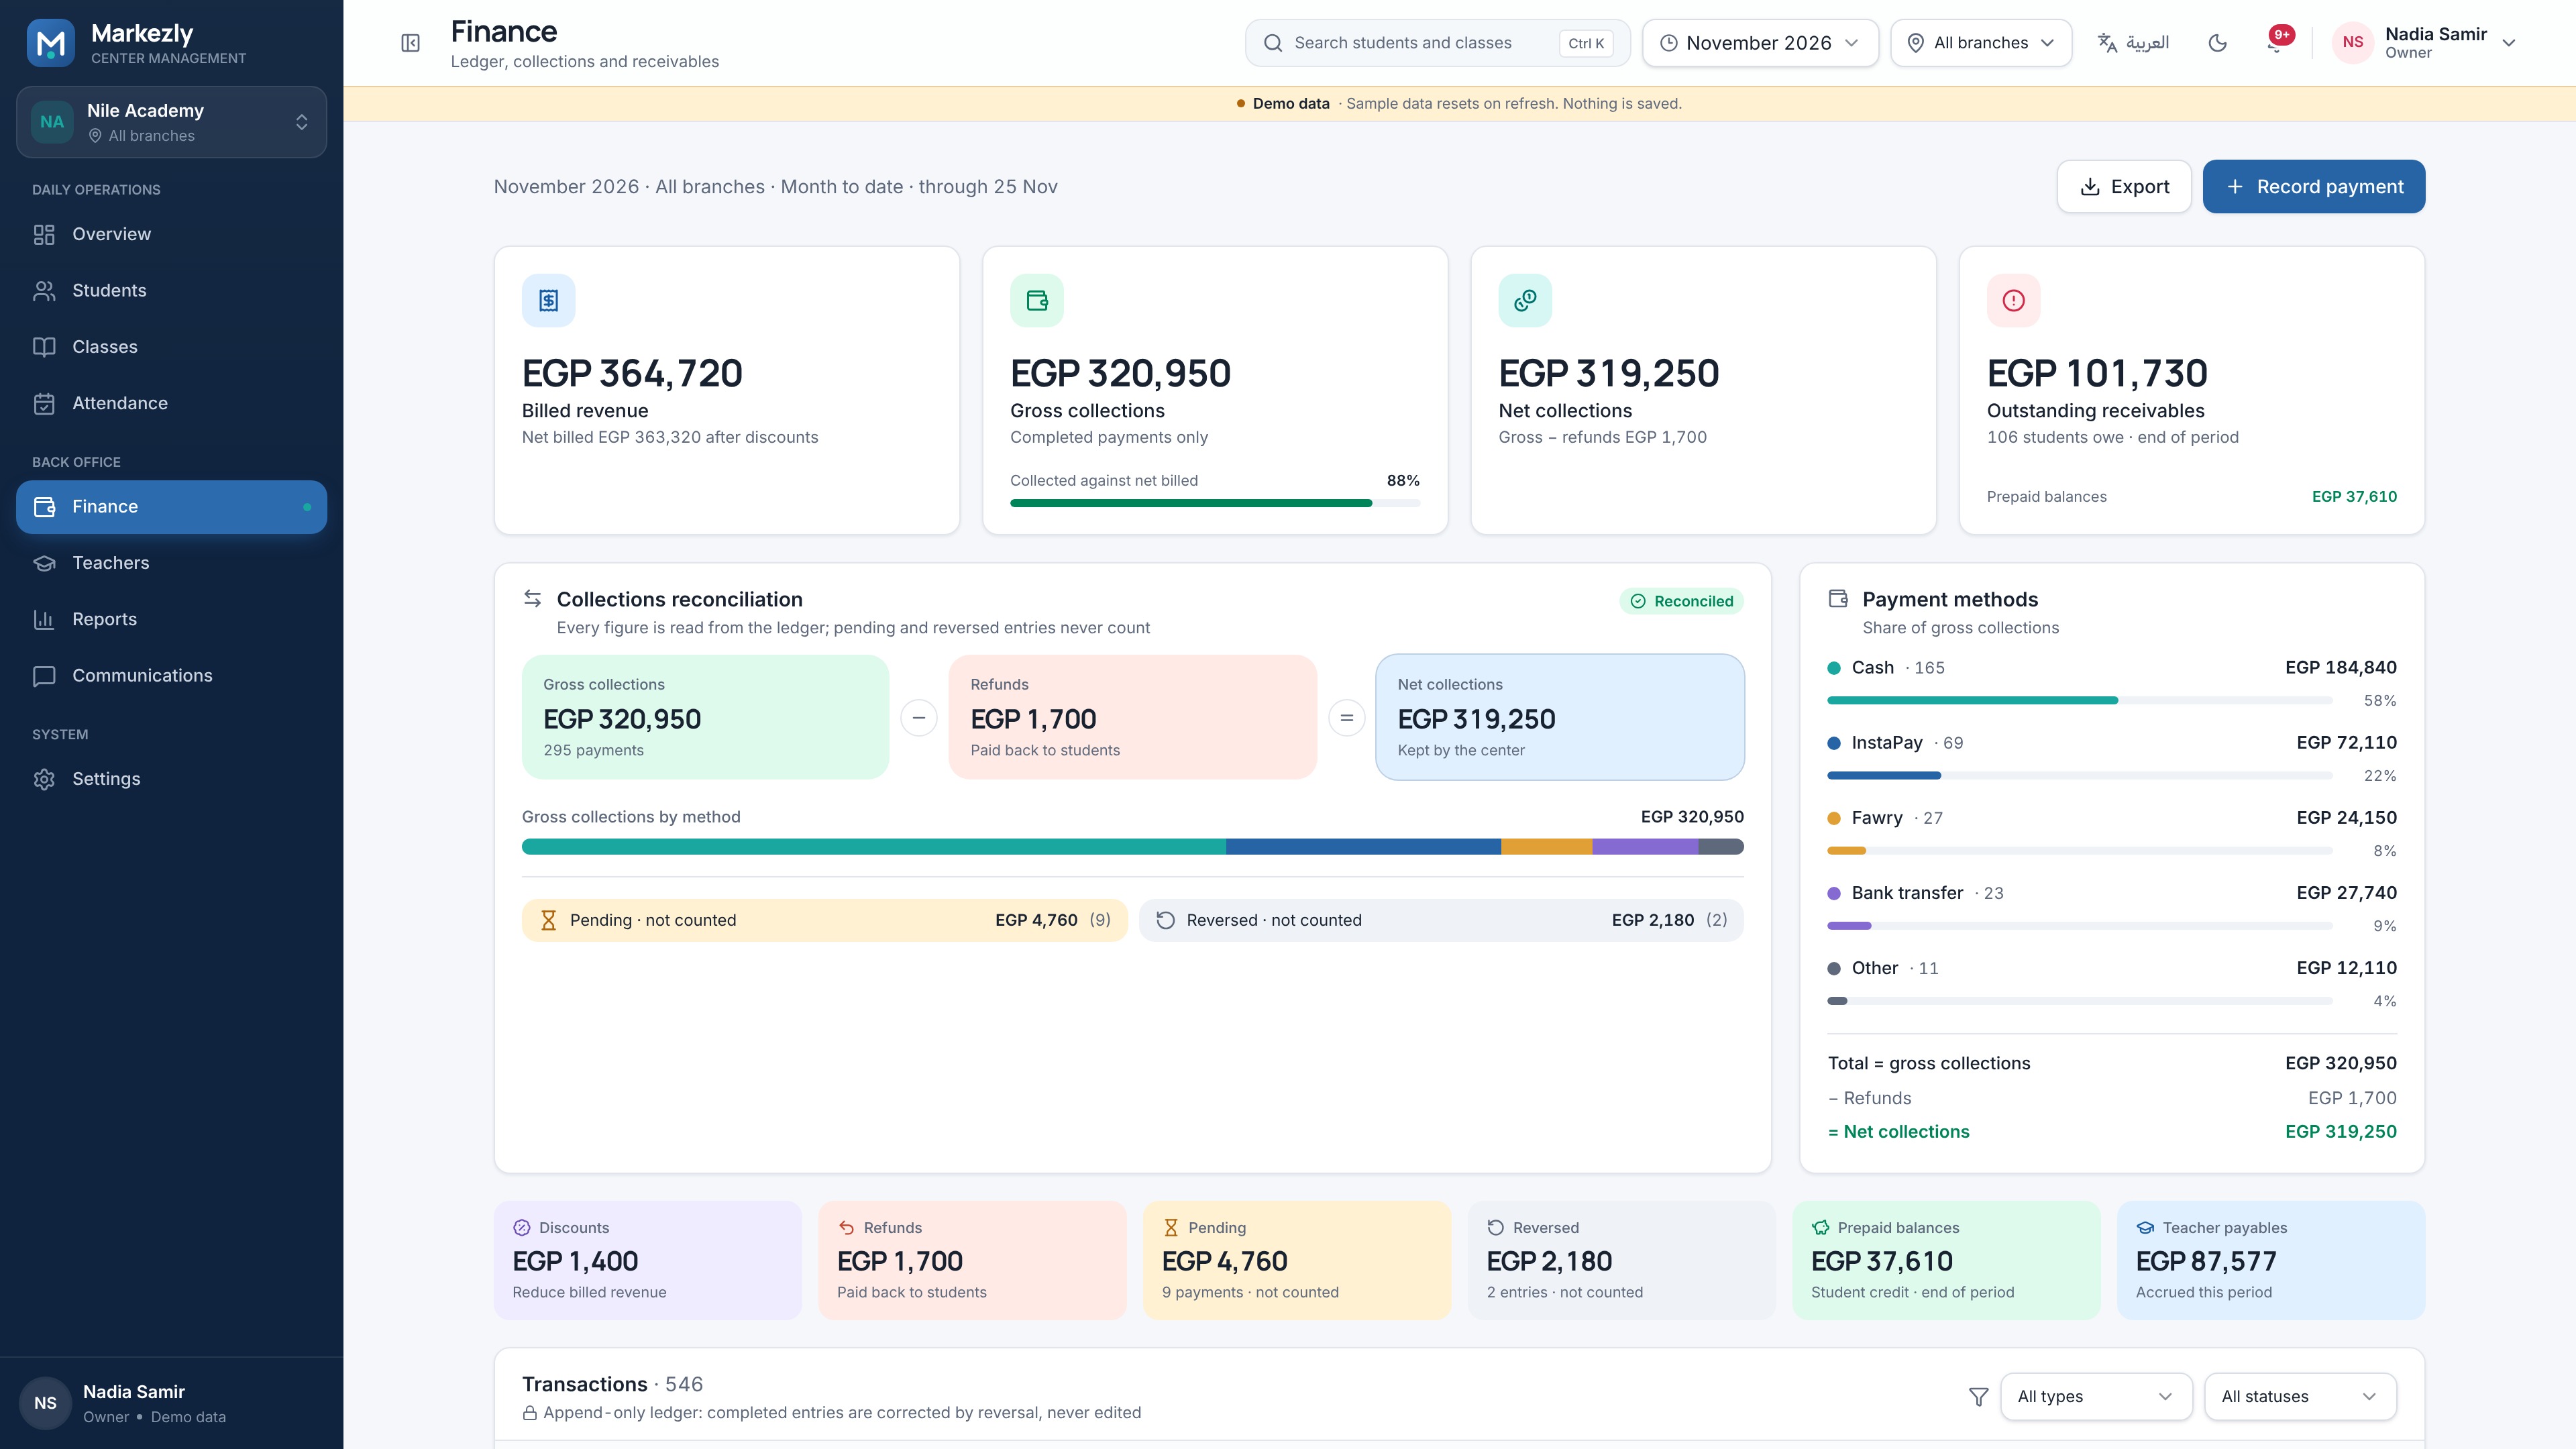 Markezly
CENTER MANAGEMENT
NA
Nile Academy
All branches
DAILY OPERATIONS
Overview
Students
Classes
Attendance
BACK OFFICE
Finance
Teachers
Reports
Communications
SYSTEM
Settings
NS
Nadia Samir
Owner • Demo data
Finance
Ledger, collections and receivables
Search students and classes
Ctrl K
November 2026
All branches
العربية
9+
NS
Nadia Samir
Owner
Demo data · Sample data resets on refresh. Nothing is saved.
November 2026 · All branches · Month to date · through 25 Nov
Export
Record payment
EGP 364,720
Billed revenue
Net billed EGP 363,320 after discounts
EGP 320,950
Gross collections
Completed payments only
Collected against net billed 88%
EGP 319,250
Net collections
Gross − refunds EGP 1,700
EGP 101,730
Outstanding receivables
106 students owe · end of period
Prepaid balances EGP 37,610
Collections reconciliation
Every figure is read from the ledger; pending and reversed entries never count
Reconciled
Gross collections
EGP 320,950
295 payments
−
Refunds
EGP 1,700
Paid back to students
=
Net collections
EGP 319,250
Kept by the center
Gross collections by method EGP 320,950
Pending · not counted EGP 4,760 (9)
Reversed · not counted EGP 2,180 (2)
Payment methods
Share of gross collections
Cash · 165 EGP 184,840
58%
InstaPay · 69 EGP 72,110
22%
Fawry · 27 EGP 24,150
8%
Bank transfer · 23 EGP 27,740
9%
Other · 11 EGP 12,110
4%
Total = gross collections EGP 320,950
− Refunds EGP 1,700
= Net collections EGP 319,250
Discounts
EGP 1,400
Reduce billed revenue
Refunds
EGP 1,700
Paid back to students
Pending
EGP 4,760
9 payments · not counted
Reversed
EGP 2,180
2 entries · not counted
Prepaid balances
EGP 37,610
Student credit · end of period
Teacher payables
EGP 87,577
Accrued this period
Transactions · 546
Append-only ledger: completed entries are corrected by reversal, never edited
All types
All statuses